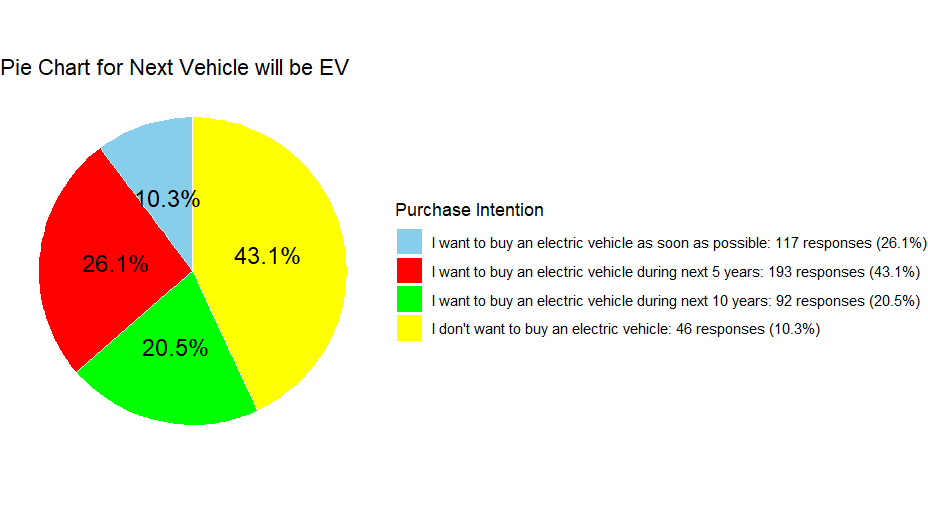 Pie Chart for Next Vehicle will be EV
10.3%
26.1%
43.1%
20.5%
Purchase Intention
I want to buy an electric vehicle as soon as possible: 117 responses (26.1%)
I want to buy an electric vehicle during next 5 years: 193 responses (43.1%)
I want to buy an electric vehicle during next 10 years: 92 responses (20.5%)
I don't want to buy an electric vehicle: 46 responses (10.3%)